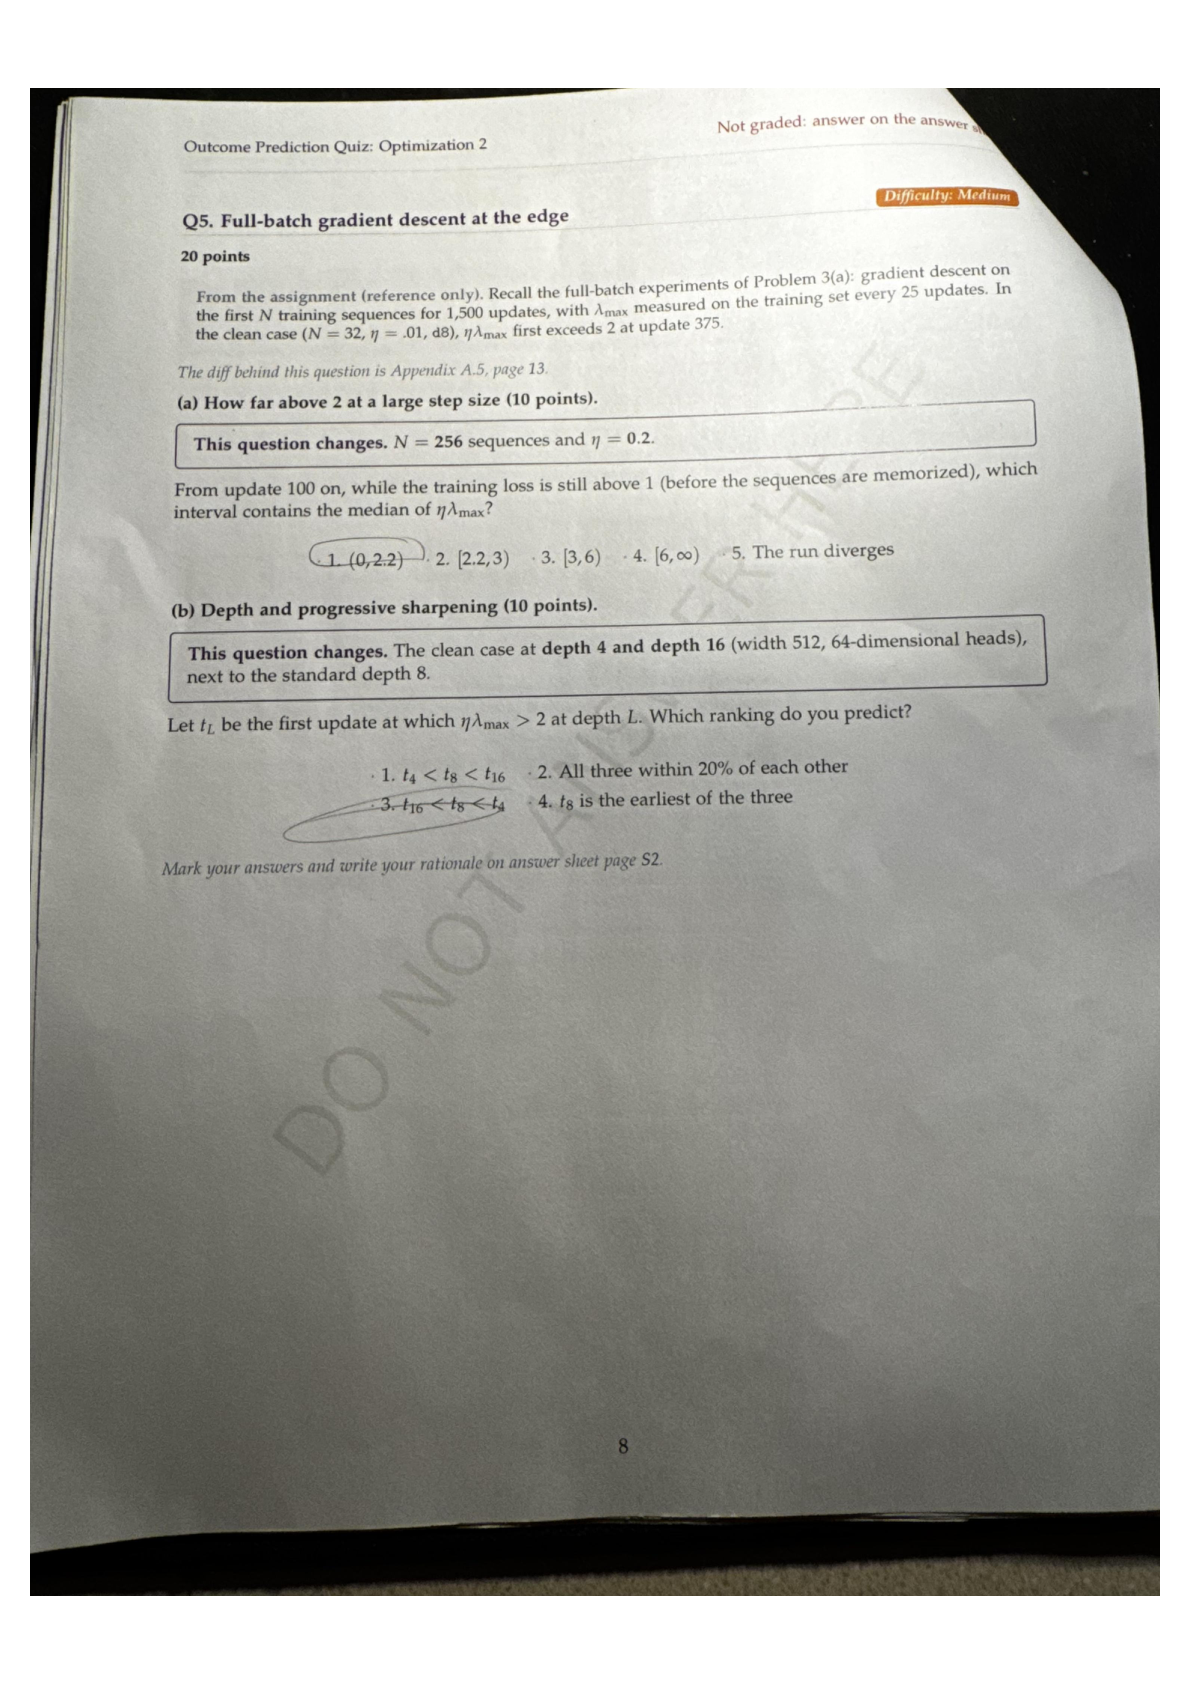 Not graded: answer on the answer
Outcome Prediction Quiz: Optimization 2
Difficulty: Medium
Q5. Full-batch gradient descent at the edge
20 points
From the assignment (reference only). Recall the full-batch experiments of Problem 3(a): gradient descent on
the first N training sequences for 1,500 updates, with λmax measured on the training set every 25 updates. In
the clean case (N = 32, η = .01, d8), ηλmax first exceeds 2 at update 375.
The diff behind this question is Appendix A.5, page 13.
(a) How far above 2 at a large step size (10 points).
This question changes. N = 256 sequences and η = 0.2.
From update 100 on, while the training loss is still above 1 (before the sequences are memorized), which
interval contains the median of ηλmax?
· 1. (0,2.2) · 2. [2.2,3) · 3. [3,6) · 4. [6,∞) · 5. The run diverges
(b) Depth and progressive sharpening (10 points).
This question changes. The clean case at depth 4 and depth 16 (width 512, 64-dimensional heads),
next to the standard depth 8.
Let tL be the first update at which ηλmax > 2 at depth L. Which ranking do you predict?
· 1. t4 < t8 < t16 · 2. All three within 20% of each other
· 3. t16 < t8 < t4 · 4. t8 is the earliest of the three
Mark your answers and write your rationale on answer sheet page S2.
DO NOT ANSWER HERE
8